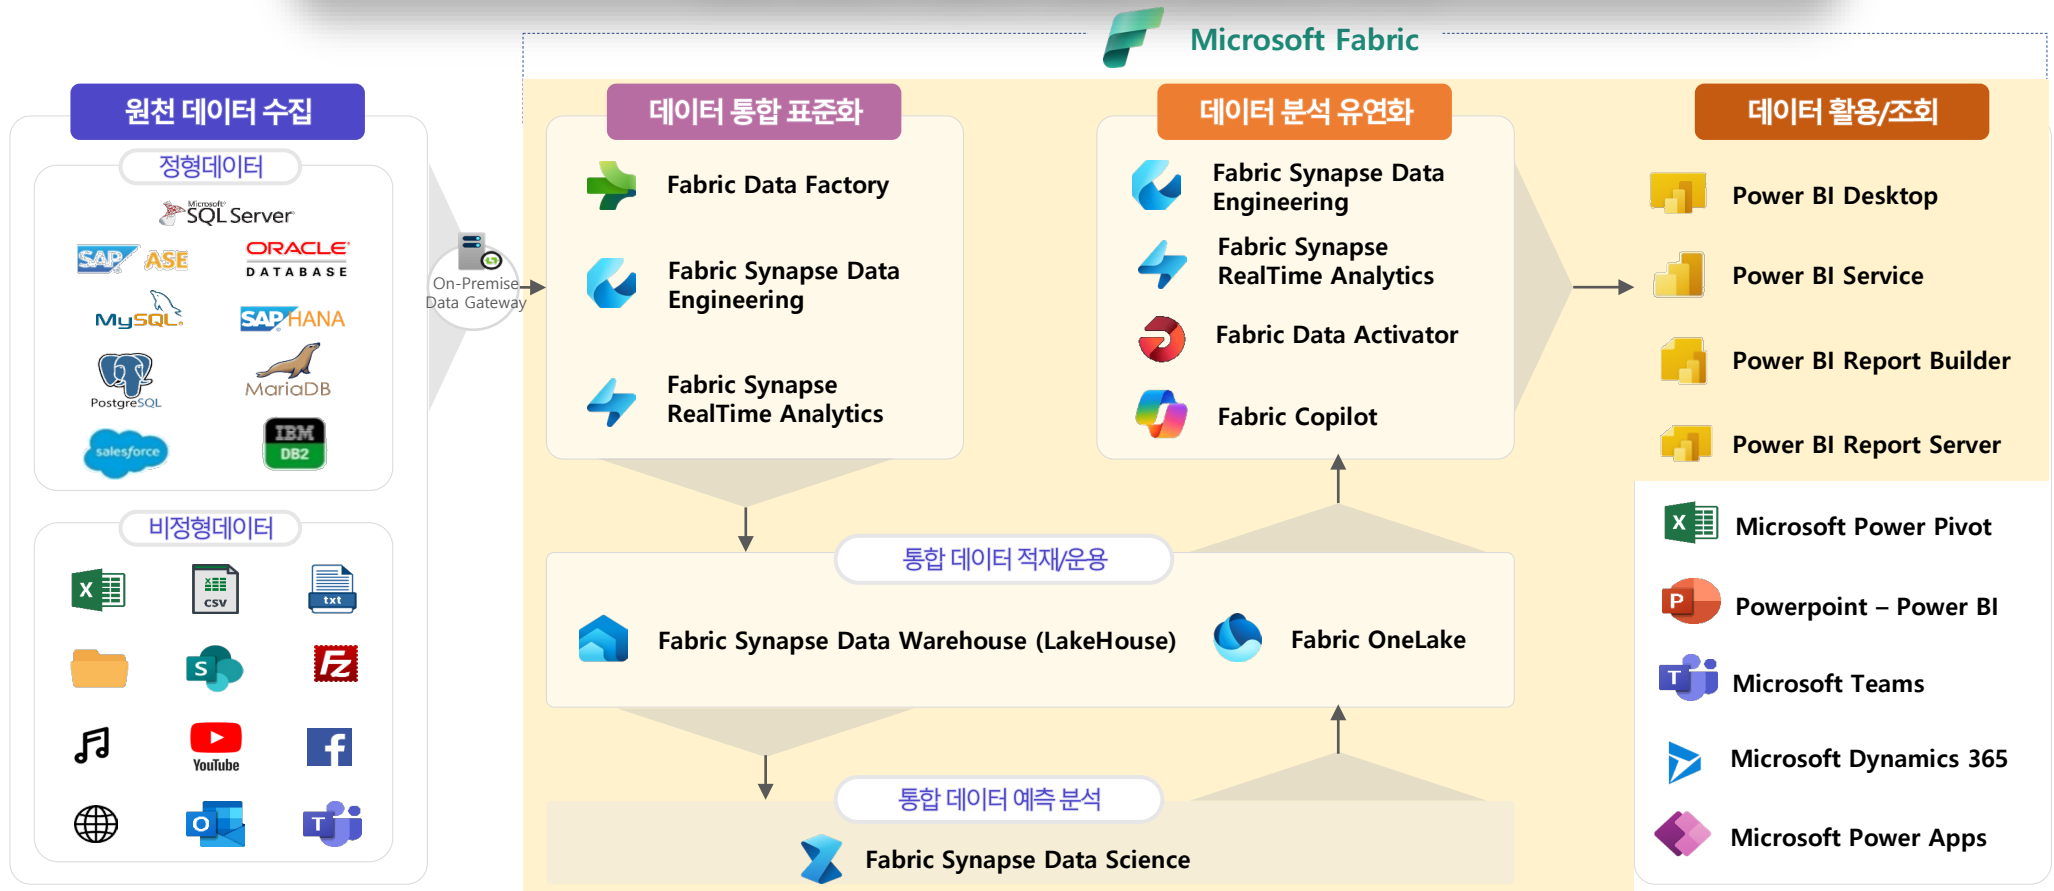 Microsoft Fabric
원천 데이터 수집
정형데이터
Microsoft
SQL Server
SAP ASE
ORACLE
DATABASE
MySQL
SAP HANA
PostgreSQL
MariaDB
salesforce
IBM
DB2
비정형데이터
X
CSV
txt
S
Fz
YouTube
f
O
T
On-Premise
Data Gateway
데이터 통합 표준화
Fabric Data Factory
Fabric Synapse Data
Engineering
Fabric Synapse
RealTime Analytics
데이터 분석 유연화
Fabric Synapse Data
Engineering
Fabric Synapse
RealTime Analytics
Fabric Data Activator
Fabric Copilot
통합 데이터 적재/운용
Fabric Synapse Data Warehouse (LakeHouse)
Fabric OneLake
통합 데이터 예측 분석
Fabric Synapse Data Science
데이터 활용/조회
Power BI Desktop
Power BI Service
Power BI Report Builder
Power BI Report Server
X
Microsoft Power Pivot
P
Powerpoint – Power BI
T
Microsoft Teams
Microsoft Dynamics 365
Microsoft Power Apps